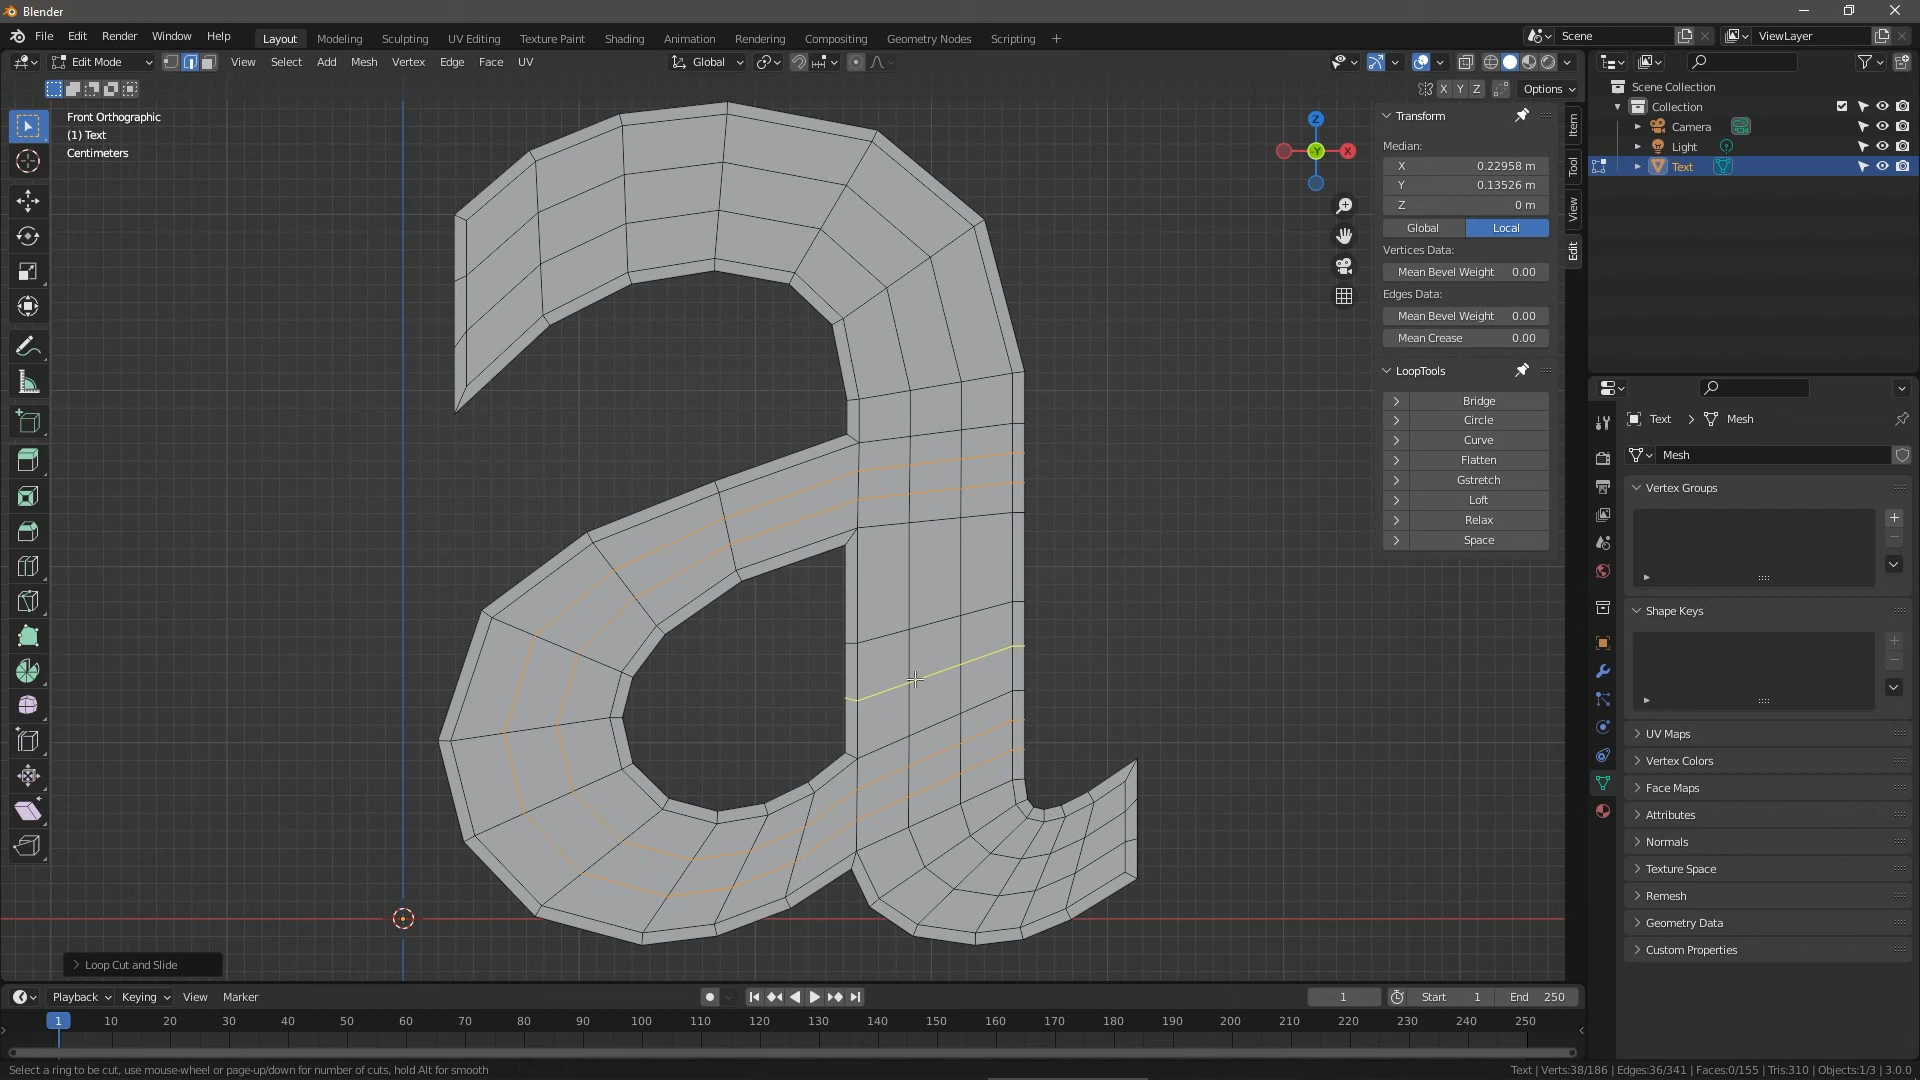 Blender
File Edit Render Window Help Layout Modeling Sculpting UV Editing Texture Paint Shading Animation Rendering Compositing Geometry Nodes Scripting + Scene ViewLayer
Edit Mode View Select Add Mesh Vertex Edge Face UV Global
X Y Z Options
Front Orthographic
(1) Text
Centimeters
Z
-Y
X
Transform
Median:
X 0.22958 m
Y 0.13526 m
Z 0 m
Global Local
Vertices Data:
Mean Bevel Weight 0.00
Edges Data:
Mean Bevel Weight 0.00
Mean Crease 0.00
LoopTools
Bridge
Circle
Curve
Flatten
Gstretch
Loft
Relax
Space
Item
Tool
View
Edit
Scene Collection
Collection
Camera
Light
Text
Text Mesh
Mesh
Vertex Groups
Shape Keys
UV Maps
Vertex Colors
Face Maps
Attributes
Normals
Texture Space
Remesh
Geometry Data
Custom Properties
Loop Cut and Slide
Playback Keying View Marker 1 Start 1 End 250
1 10 20 30 40 50 60 70 80 90 100 110 120 130 140 150 160 170 180 190 200 210 220 230 240 250
Select a ring to be cut, use mouse-wheel or page-up/down for number of cuts, hold Alt for smooth
Text | Verts:38/186 | Edges:36/341 | Faces:0/155 | Tris:310 | Objects:1/3 | 3.0.0